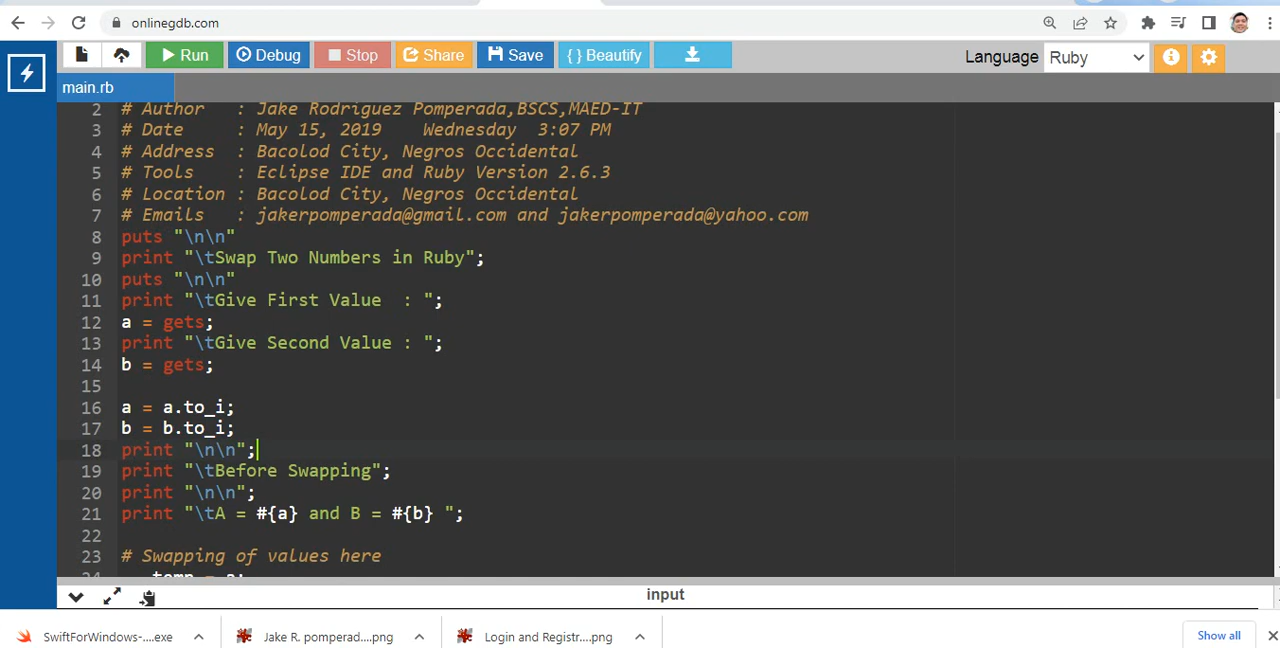 onlinegdb.com
Run Debug Stop Share Save { } Beautify Language Ruby
main.rb
2 # Author : Jake Rodriguez Pomperada,BSCS,MAED-IT
3 # Date : May 15, 2019 Wednesday 3:07 PM
4 # Address : Bacolod City, Negros Occidental
5 # Tools : Eclipse IDE and Ruby Version 2.6.3
6 # Location : Bacolod City, Negros Occidental
7 # Emails : jakerpomperada@gmail.com and jakerpomperada@yahoo.com
8 puts "\n\n"
9 print "\tSwap Two Numbers in Ruby";
10 puts "\n\n"
11 print "\tGive First Value : ";
12 a = gets;
13 print "\tGive Second Value : ";
14 b = gets;
15
16 a = a.to_i;
17 b = b.to_i;
18 print "\n\n";
19 print "\tBefore Swapping";
20 print "\n\n";
21 print "\tA = #{a} and B = #{b} ";
22
23 # Swapping of values here
24 temp = a;
input
SwiftForWindows-....exe Jake R. pomperad....png Login and Registr....png Show all